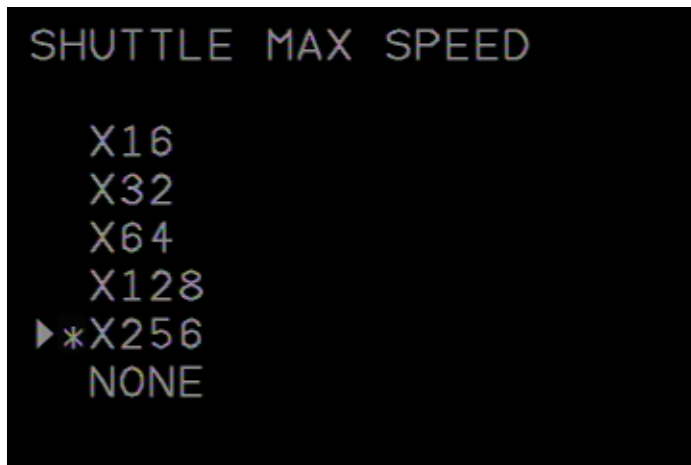 SHUTTLE MAX SPEED
X16
X32
X64
X128
▶*X256
NONE